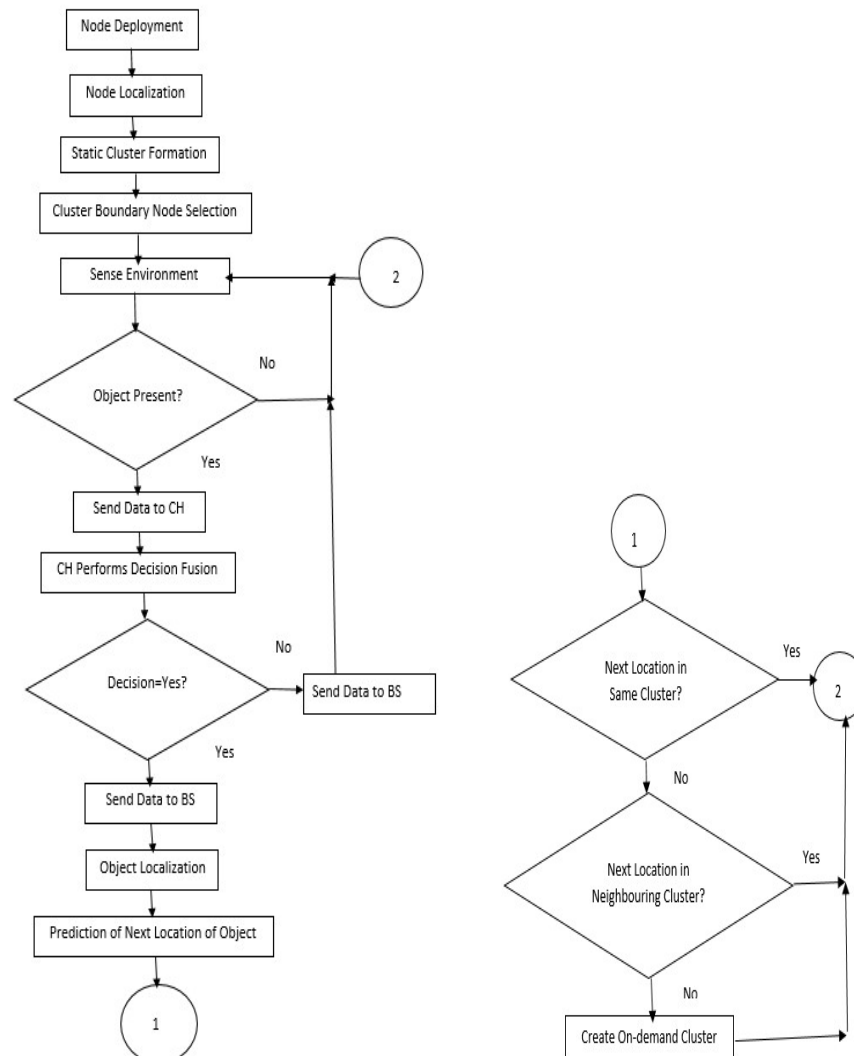 Node Deployment
Node Localization
Static Cluster Formation
Cluster Boundary Node Selection
Sense Environment
2
No
Object Present?
Yes
Send Data to CH
CH Performs Decision Fusion
No
Decision=Yes?
Send Data to BS
Yes
Send Data to BS
Object Localization
Prediction of Next Location of Object
1
1
Yes
Next Location in
Same Cluster?
2
No
Yes
Next Location in
Neighbouring Cluster?
No
Create On-demand Cluster